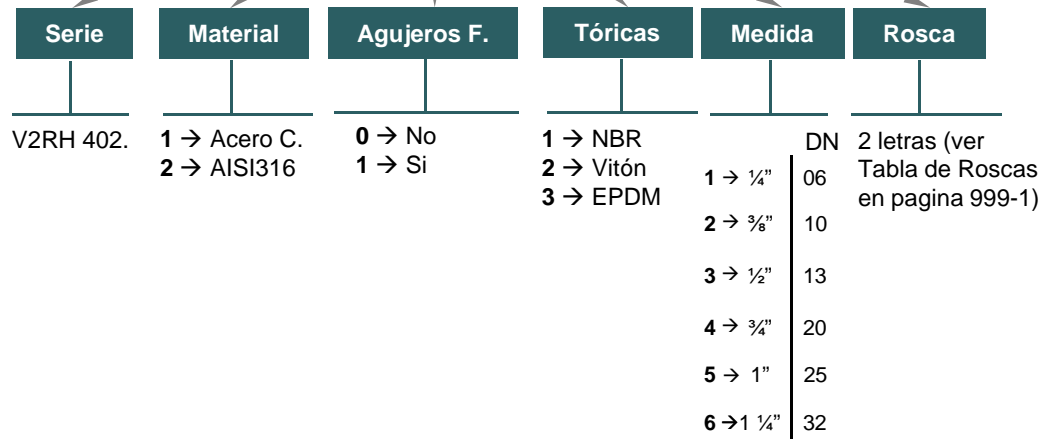 Serie
Material
Agujeros F.
Tóricas
Medida
Rosca
V2RH 402.
1 → Acero C.
2 → AISI316
0 → No
1 → Si
1 → NBR
2 → Vitón
3 → EPDM
DN
1 → ¼” 06
2 → ⅜” 10
3 → ½” 13
4 → ¾” 20
5 → 1” 25
6 →1 ¼” 32
2 letras (ver
Tabla de Roscas
en pagina 999-1)